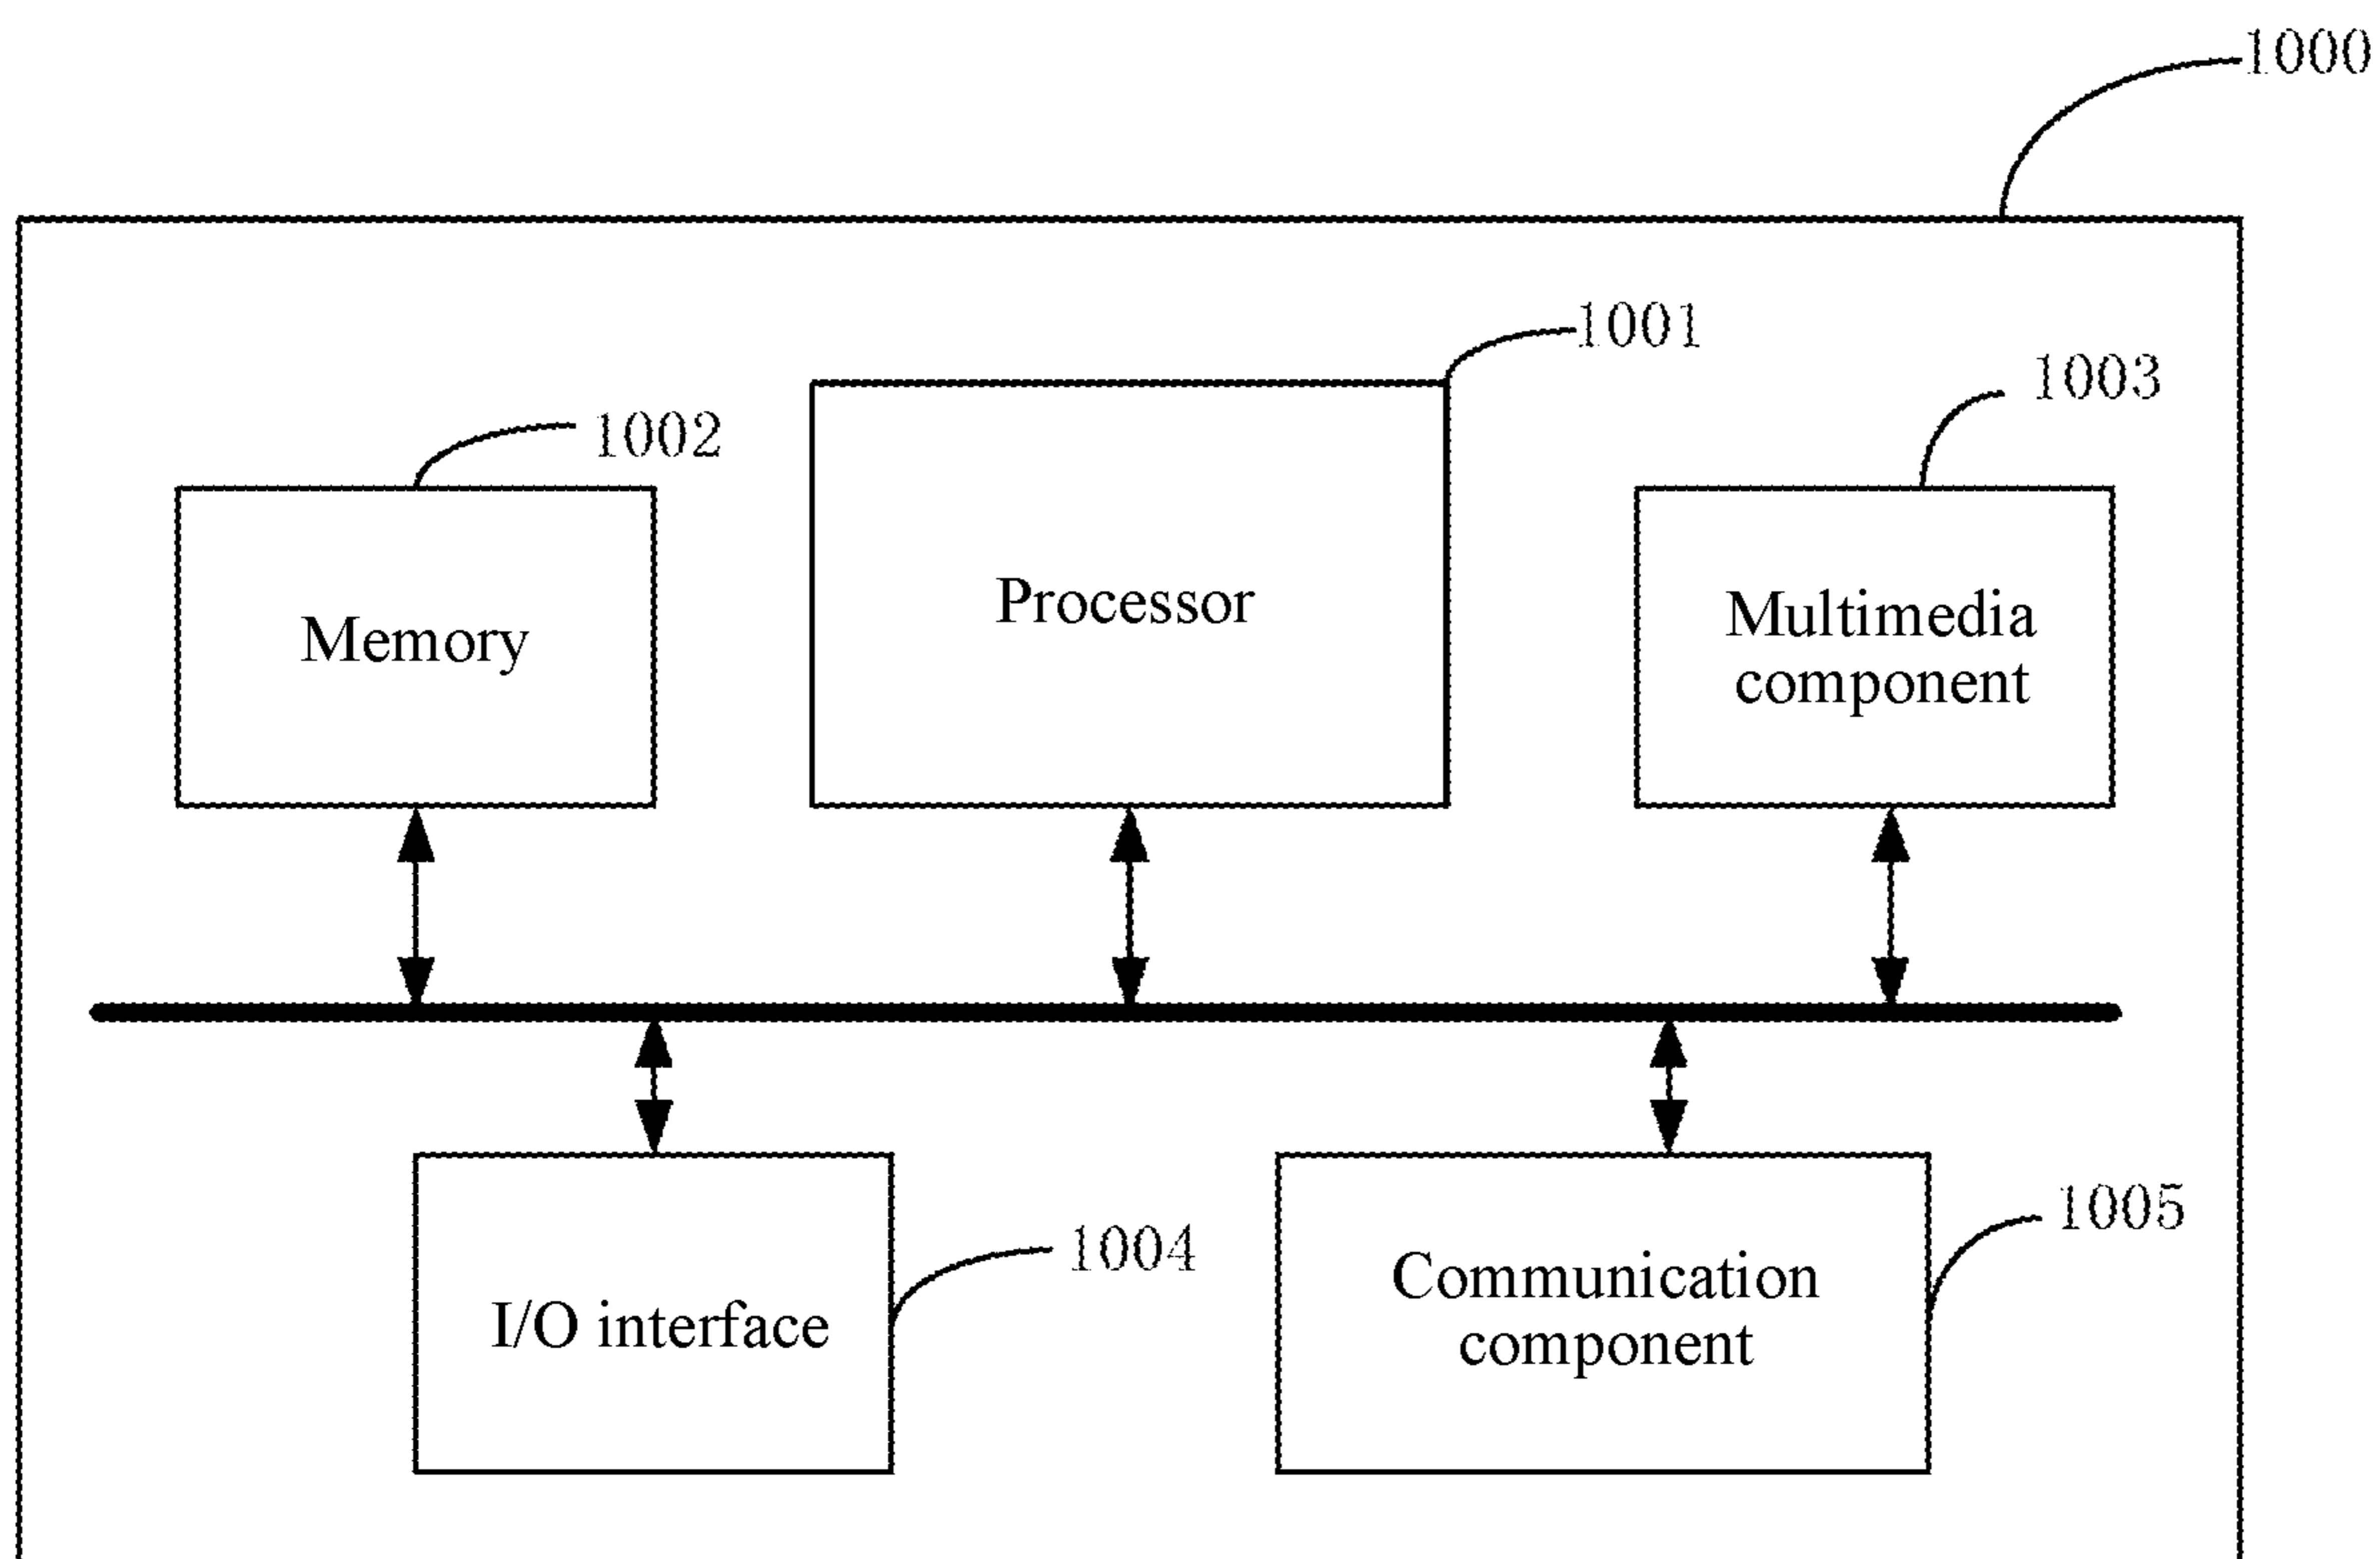 1000
1001
1003
1002
Processor
Multimedia
component
Memory
1005
1004
Communication
component
I/O interface